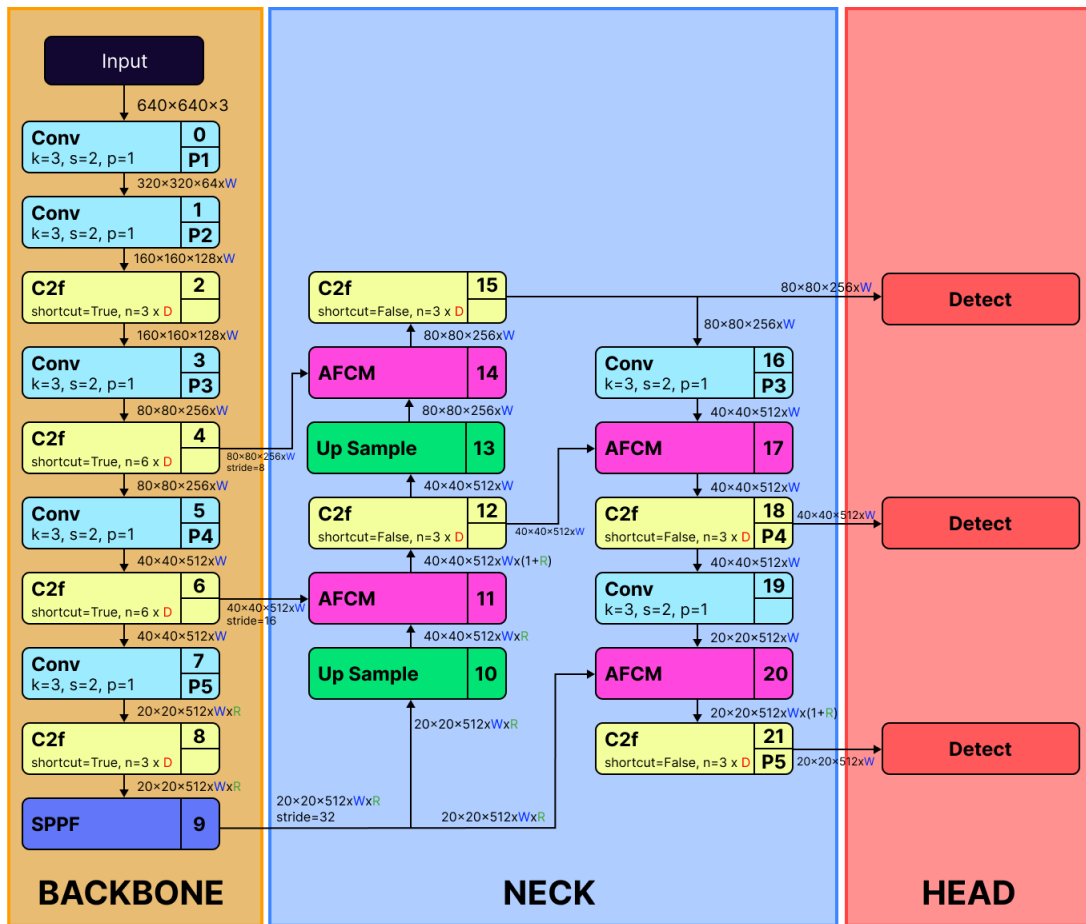 Input
640×640×3
Conv
k=3, s=2, p=1
0
P1
320×320×64xW
Conv
k=3, s=2, p=1
1
P2
160×160×128xW
C2f
shortcut=True, n=3 x D
2
160×160×128xW
Conv
k=3, s=2, p=1
3
P3
80×80×256xW
C2f
shortcut=True, n=6 x D
4
80×80×256xW
stride=8
80×80×256xW
Conv
k=3, s=2, p=1
5
P4
40×40×512xW
C2f
shortcut=True, n=6 x D
6
40×40×512xW
stride=16
40×40×512xW
Conv
k=3, s=2, p=1
7
P5
20×20×512xWxR
C2f
shortcut=True, n=3 x D
8
20×20×512xWxR
SPPF
9
20×20×512xWxR
stride=32
BACKBONE
C2f
shortcut=False, n=3 x D
15
80×80×256xW
AFCM
14
80×80×256xW
Up Sample
13
40×40×512xW
C2f
shortcut=False, n=3 x D
12
40×40×512xW
40×40×512xWx(1+R)
AFCM
11
40×40×512xWxR
Up Sample
10
20×20×512xWxR
20×20×512xWxR
80×80×256xW
80×80×256xW
Conv
k=3, s=2, p=1
16
P3
40×40×512xW
AFCM
17
40×40×512xW
C2f
shortcut=False, n=3 x D
18
P4
40×40×512xW
40×40×512xW
Conv
k=3, s=2, p=1
19
20×20×512xW
AFCM
20
20×20×512xWx(1+R)
C2f
shortcut=False, n=3 x D
21
P5
20×20×512xW
NECK
Detect
Detect
Detect
HEAD